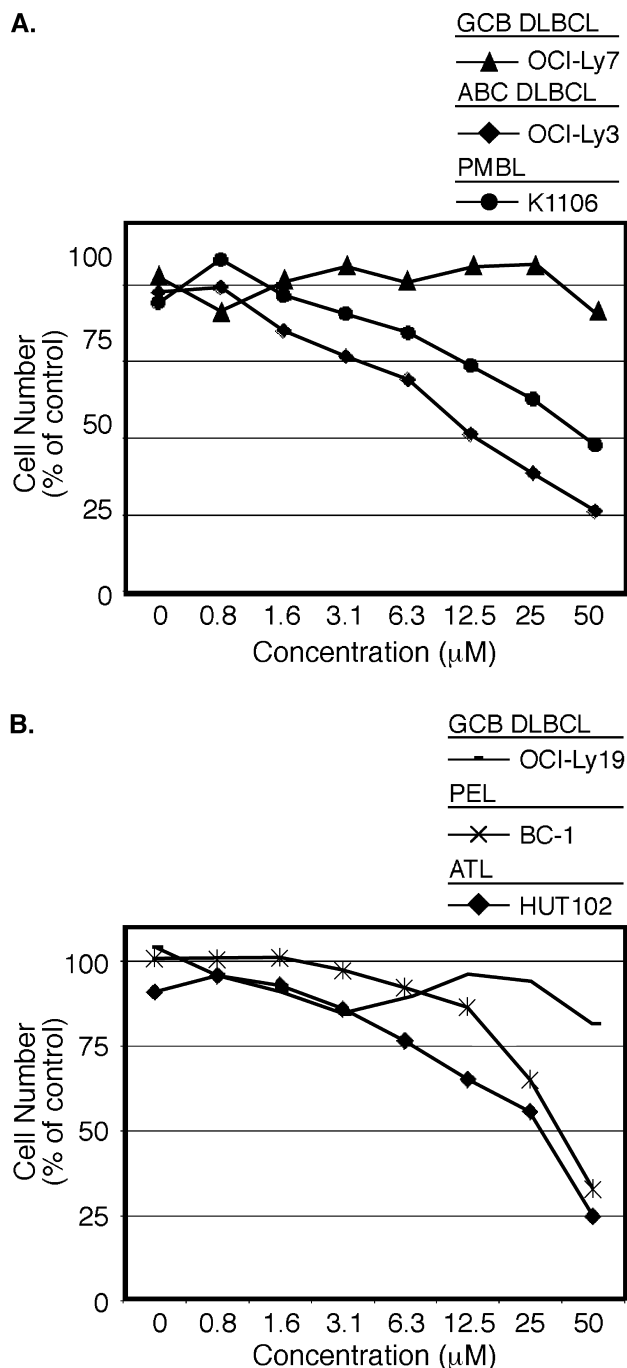 A.
GCB DLBCL
OCI-Ly7
ABC DLBCL
OCI-Ly3
PMBL
K1106
100
75
50
25
0
Cell Number
(% of control)
0 0.8 1.6 3.1 6.3 12.5 25 50
Concentration (μM)
B.
GCB DLBCL
OCI-Ly19
PEL
BC-1
ATL
HUT102
100
75
50
25
0
Cell Number
(% of control)
0 0.8 1.6 3.1 6.3 12.5 25 50
Concentration (μM)